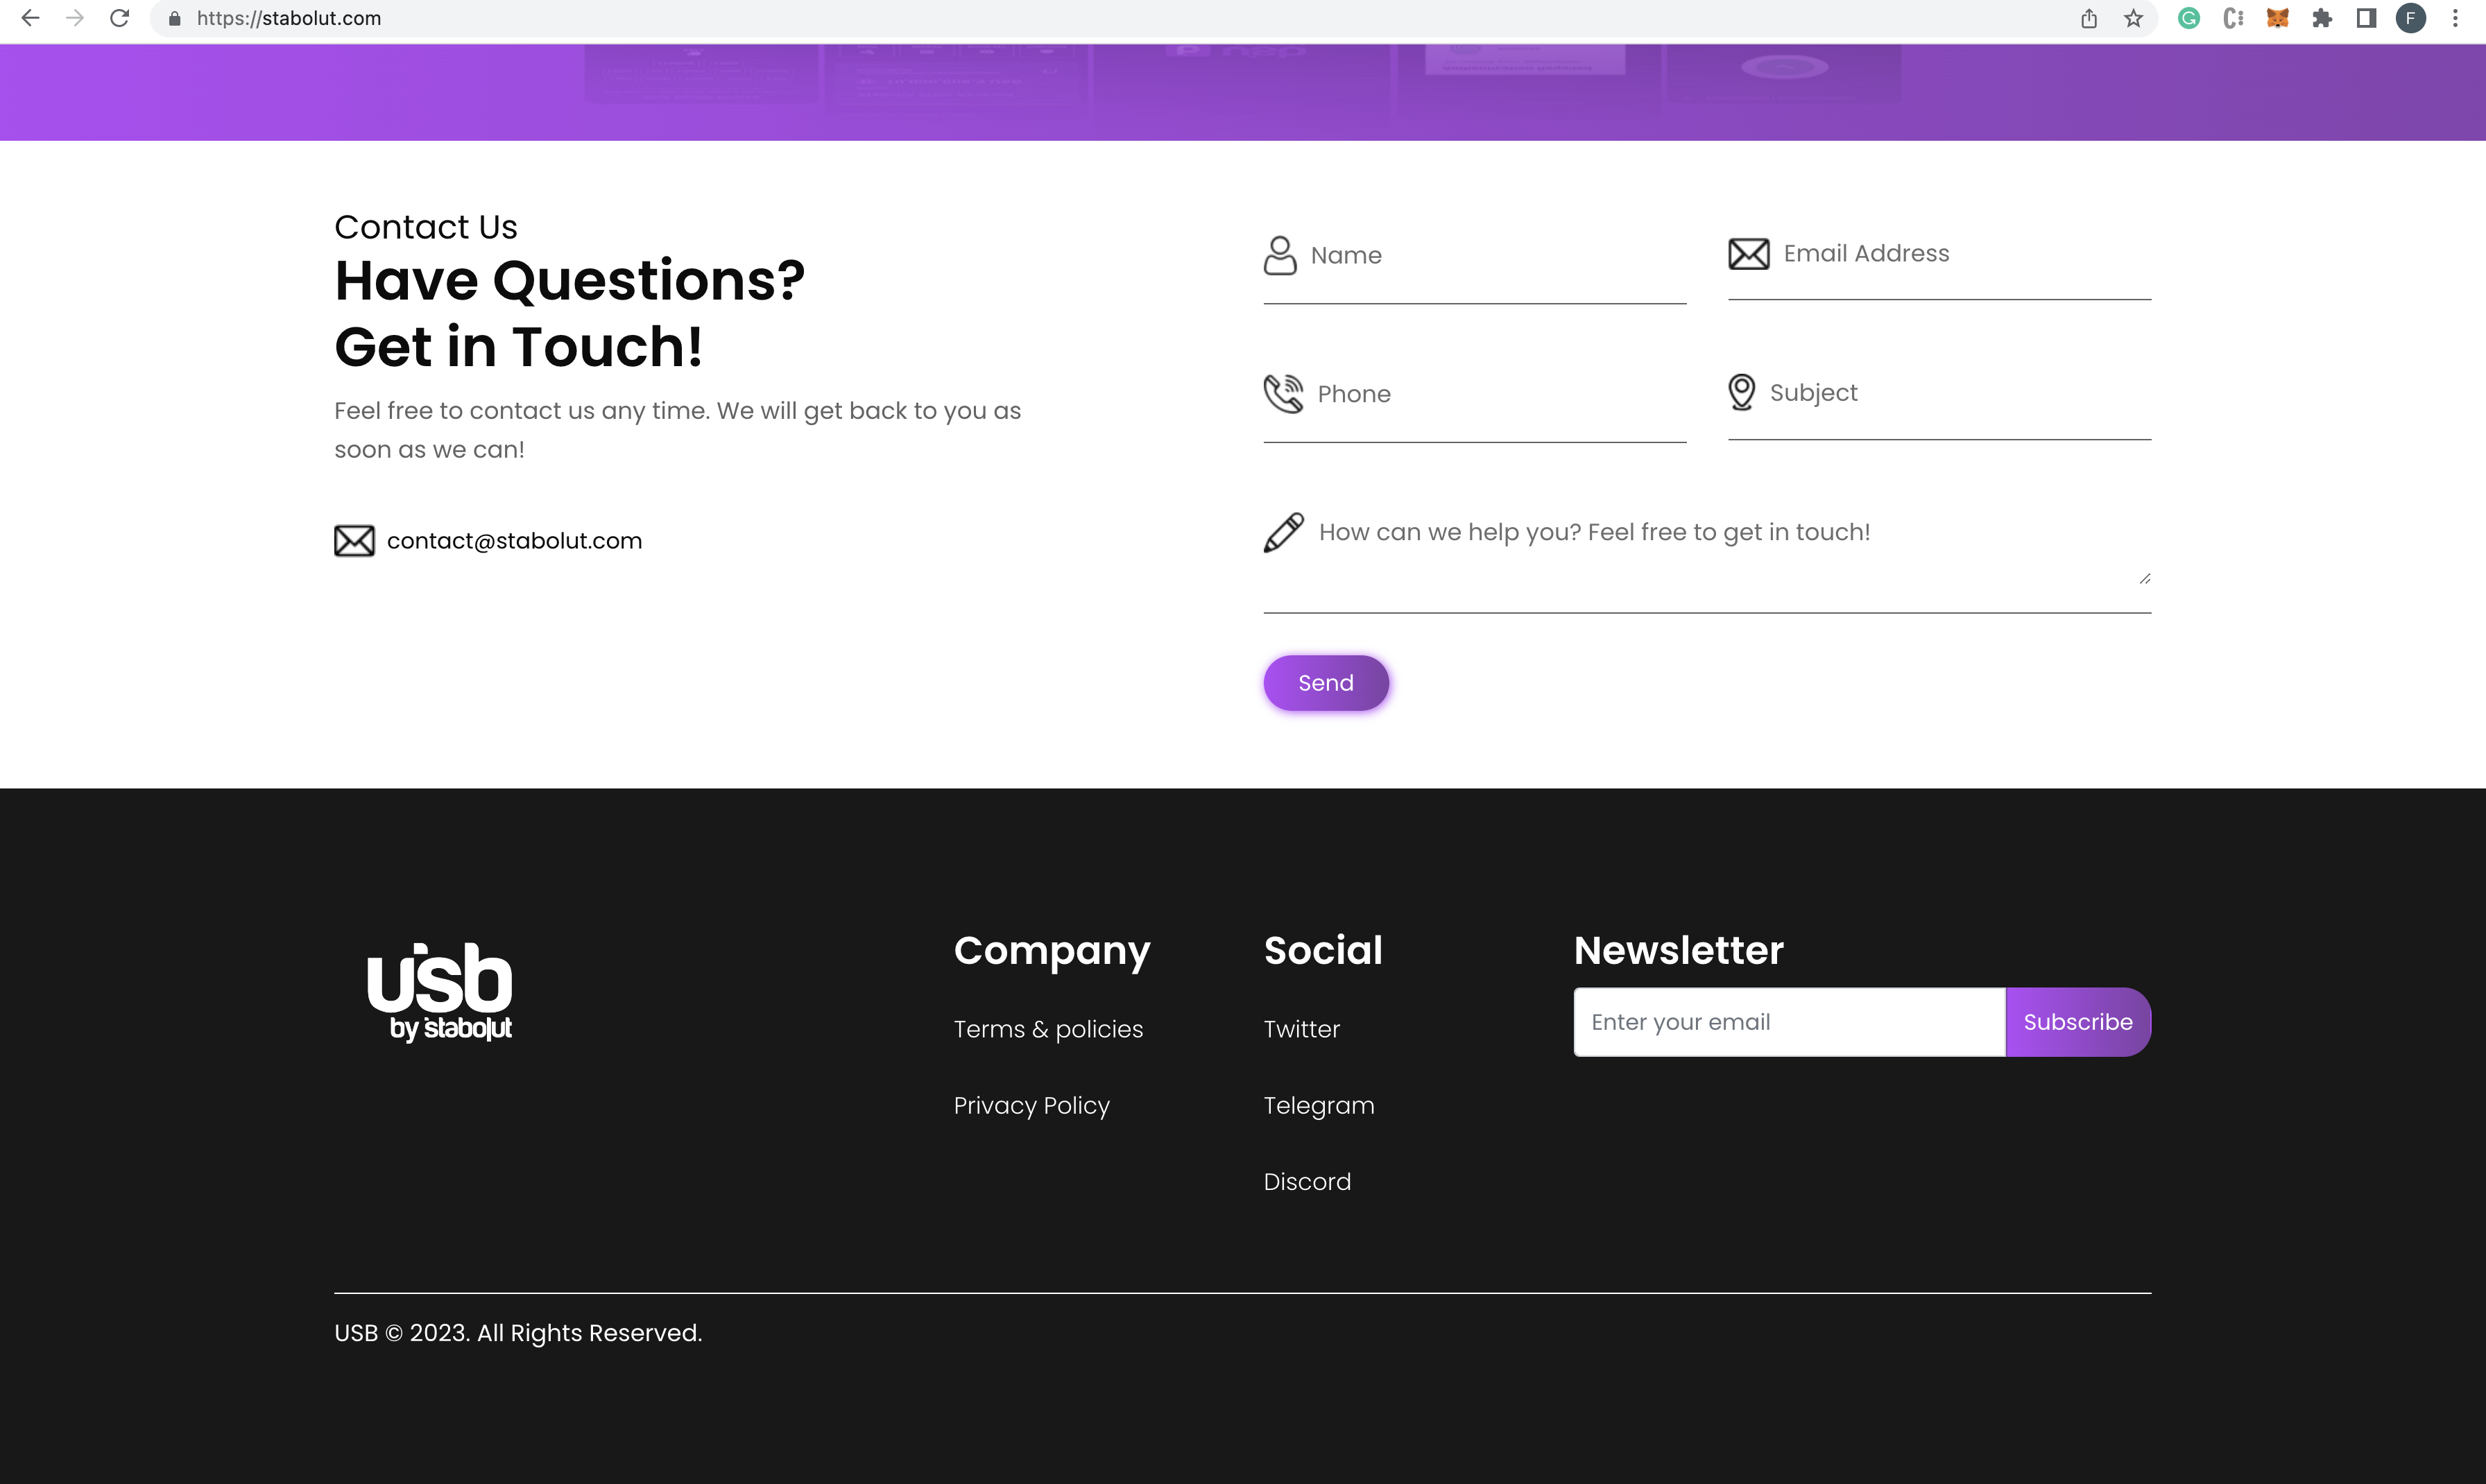 https://stabolut.com
F
Contact Us
Have Questions?
Get in Touch!
Feel free to contact us any time. We will get back to you as
soon as we can!
contact@stabolut.com
Name
Email Address
Phone
Subject
How can we help you? Feel free to get in touch!
Send
usb
by stabolut
Company
Terms & policies
Privacy Policy
Social
Twitter
Telegram
Discord
Newsletter
Enter your email
Subscribe
USB © 2023. All Rights Reserved.